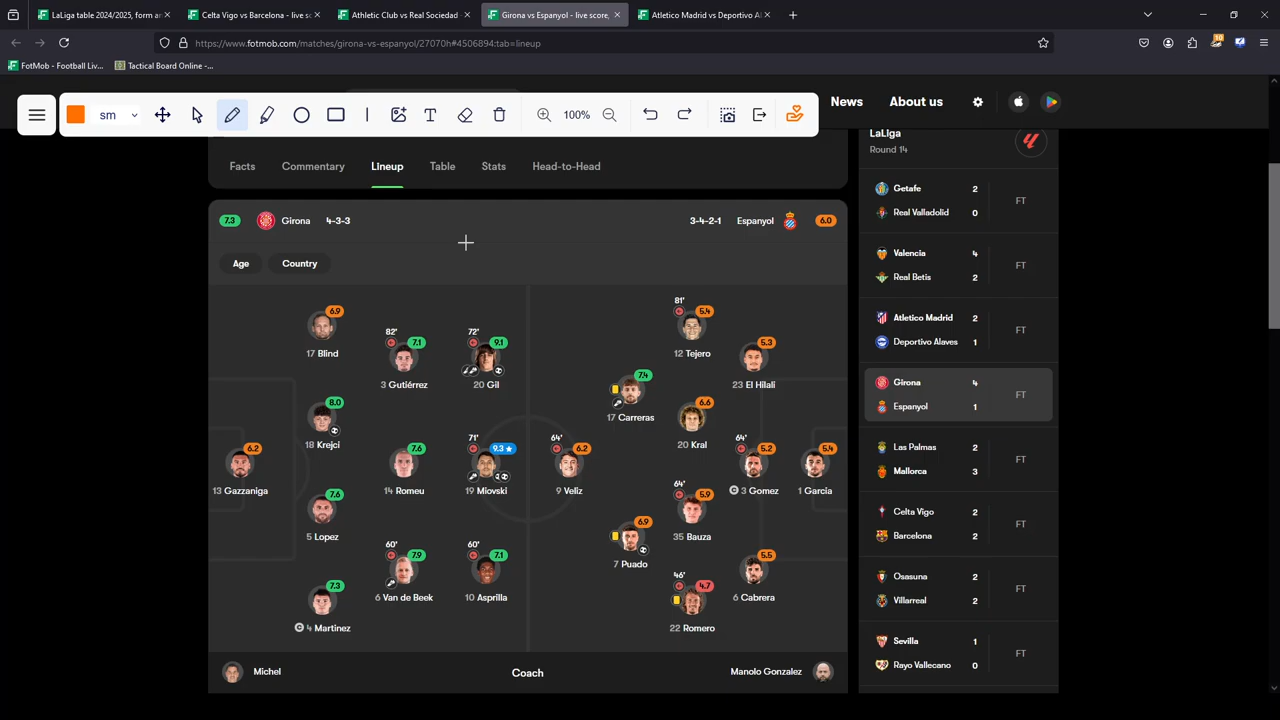 LaLiga table 2024/2025, form an
Celta Vigo vs Barcelona - live sc
Athletic Club vs Real Sociedad
Girona vs Espanyol - live score,
Atletico Madrid vs Deportivo Al
https://www.fotmob.com/matches/girona-vs-espanyol/27070h#4506894:tab=lineup
10
FotMob - Football Liv...
Tactical Board Online -...
sm
100%
News
About us
Facts
Commentary
Lineup
Table
Stats
Head-to-Head
7.3
Girona
4-3-3
3-4-2-1
Espanyol
6.0
Age
Country
6.9
17 Blind
82'
7.1
3 Gutiérrez
72'
9.1
20 Gil
8.0
18 Krejci
6.2
13 Gazzaniga
7.6
14 Romeu
71'
9.3
19 Miovski
7.6
5 Lopez
60'
7.9
6 Van de Beek
60'
7.1
10 Asprilla
7.3
C 4 Martinez
81'
5.4
12 Tejero
5.3
23 El Hilali
7.4
17 Carreras
6.6
20 Kral
64'
6.2
9 Veliz
64'
5.2
C 3 Gomez
5.4
1 Garcia
64'
5.9
35 Bauza
6.9
7 Puado
5.5
6 Cabrera
46'
4.7
22 Romero
Michel
Coach
Manolo Gonzalez
LaLiga
Round 14
Getafe 2
Real Valladolid 0
FT
Valencia 4
Real Betis 2
FT
Atletico Madrid 2
Deportivo Alaves 1
FT
Girona 4
Espanyol 1
FT
Las Palmas 2
Mallorca 3
FT
Celta Vigo 2
Barcelona 2
FT
Osasuna 2
Villarreal 2
FT
Sevilla 1
Rayo Vallecano 0
FT